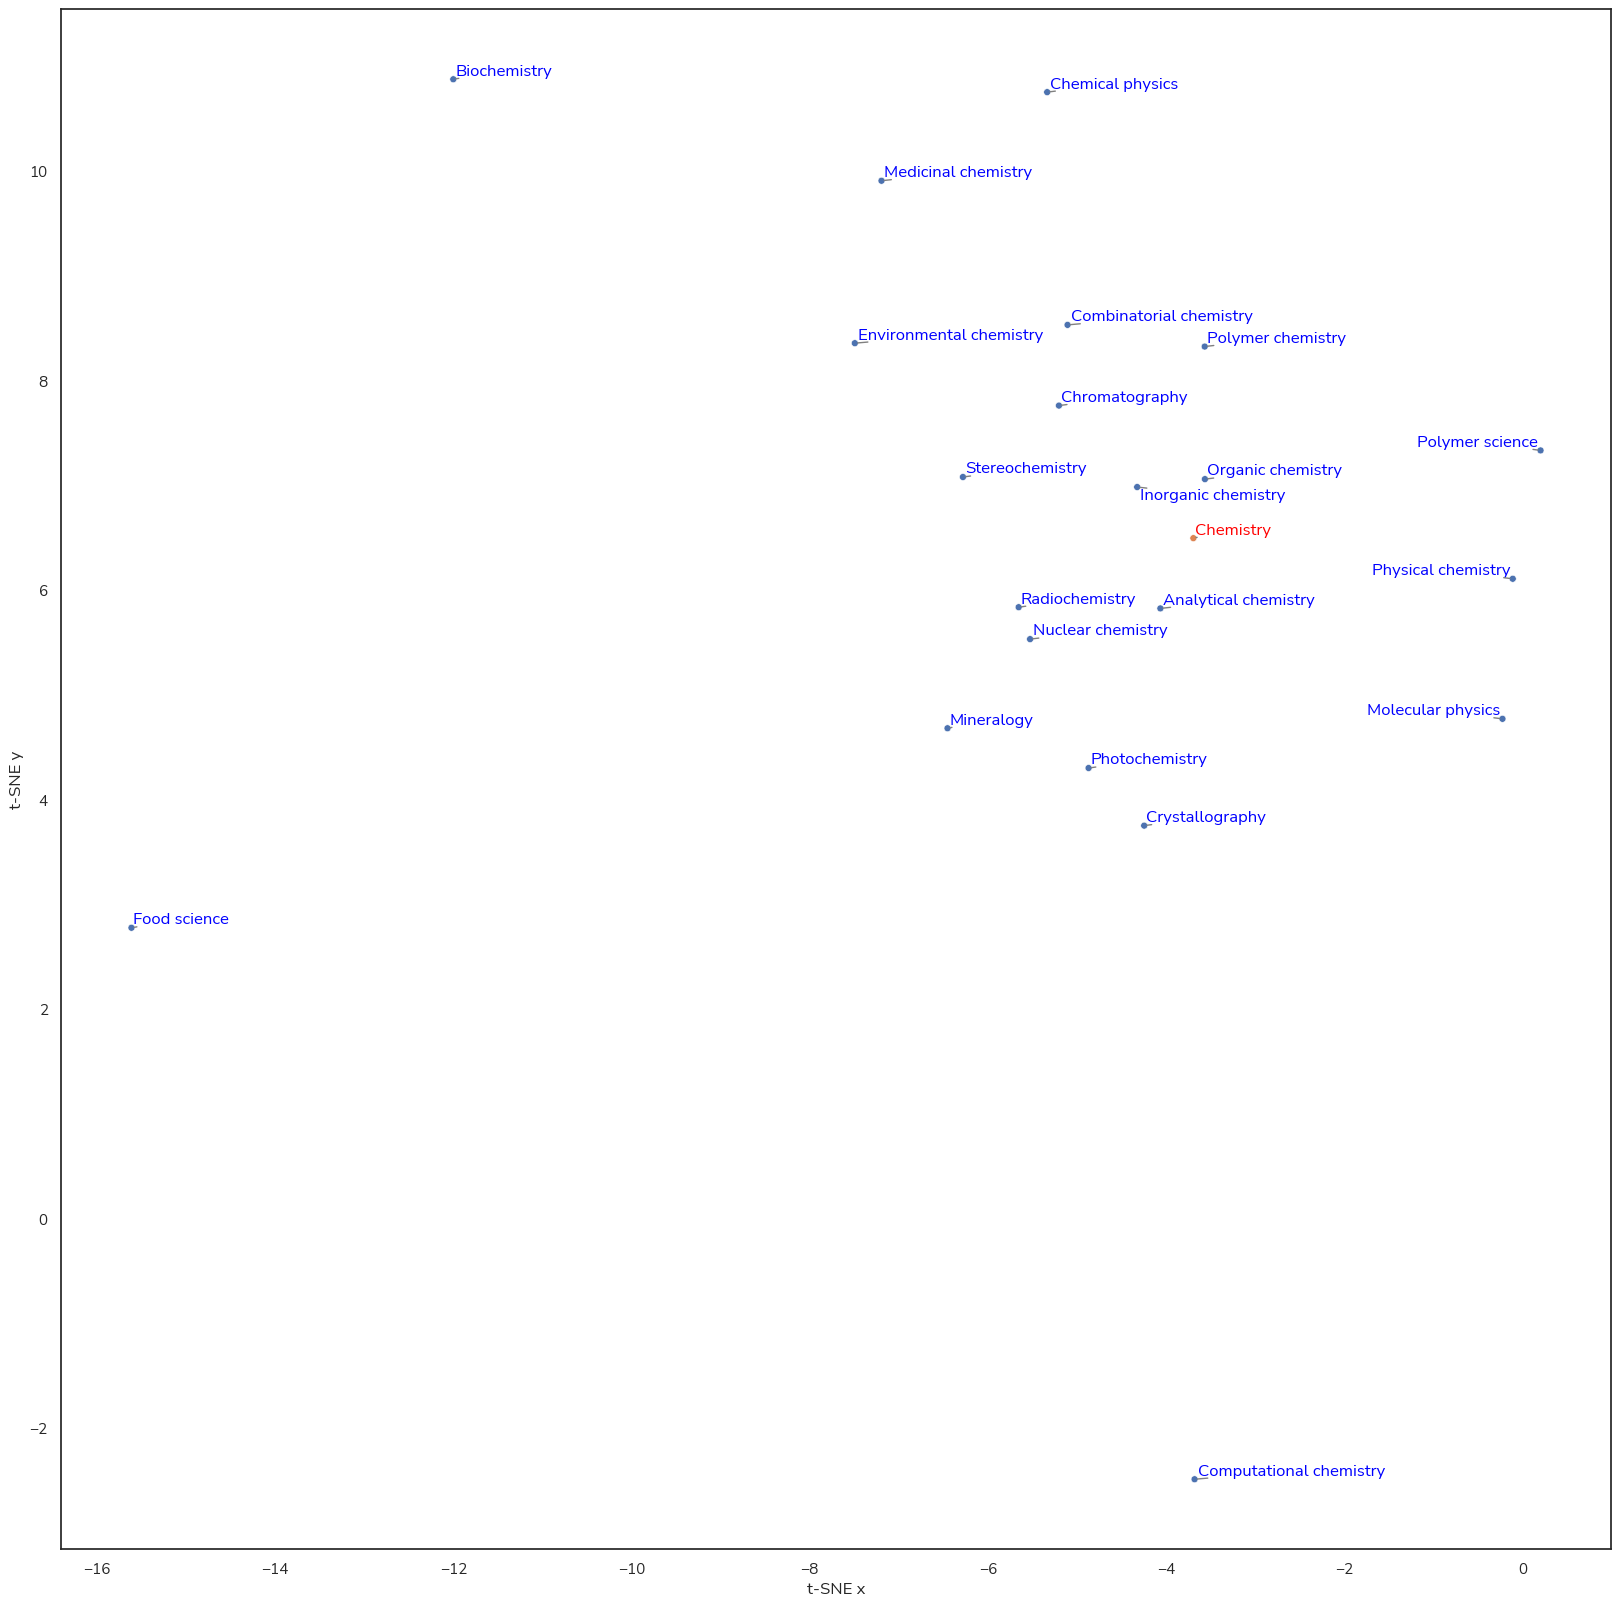 Biochemistry
Chemical physics
Medicinal chemistry
Combinatorial chemistry
Environmental chemistry
Polymer chemistry
Chromatography
Polymer science
Stereochemistry
Organic chemistry
Inorganic chemistry
Chemistry
Physical chemistry
Radiochemistry
Analytical chemistry
Nuclear chemistry
Molecular physics
Mineralogy
Photochemistry
Crystallography
Food science
Computational chemistry
10
8
6
4
2
0
−2
t-SNE y
−16
−14
−12
−10
−8
−6
−4
−2
0
t-SNE x